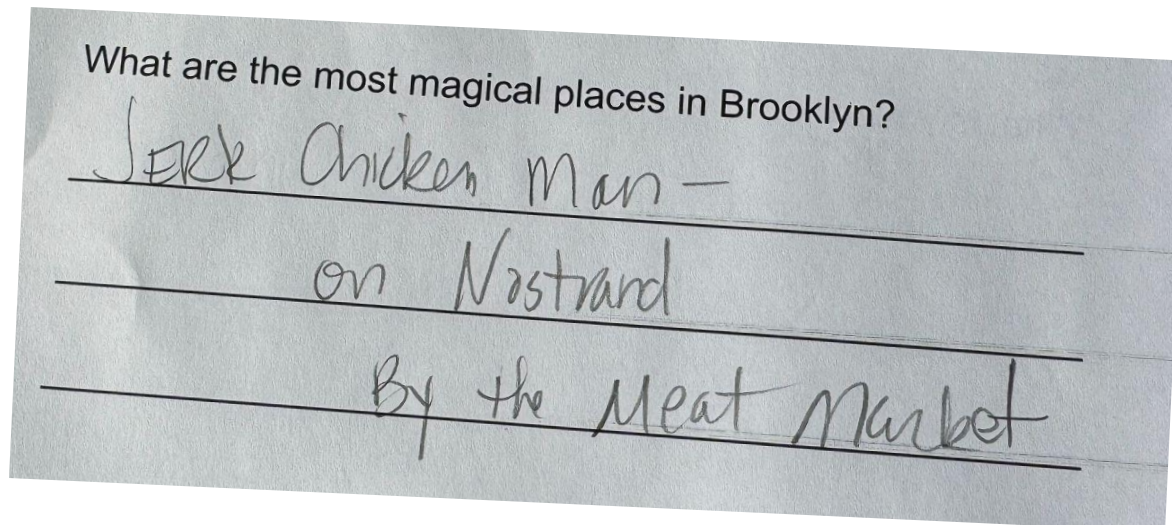 What are the most magical places in Brooklyn?
JERK Chicken Man-
on Nostrand
By the Meat Market